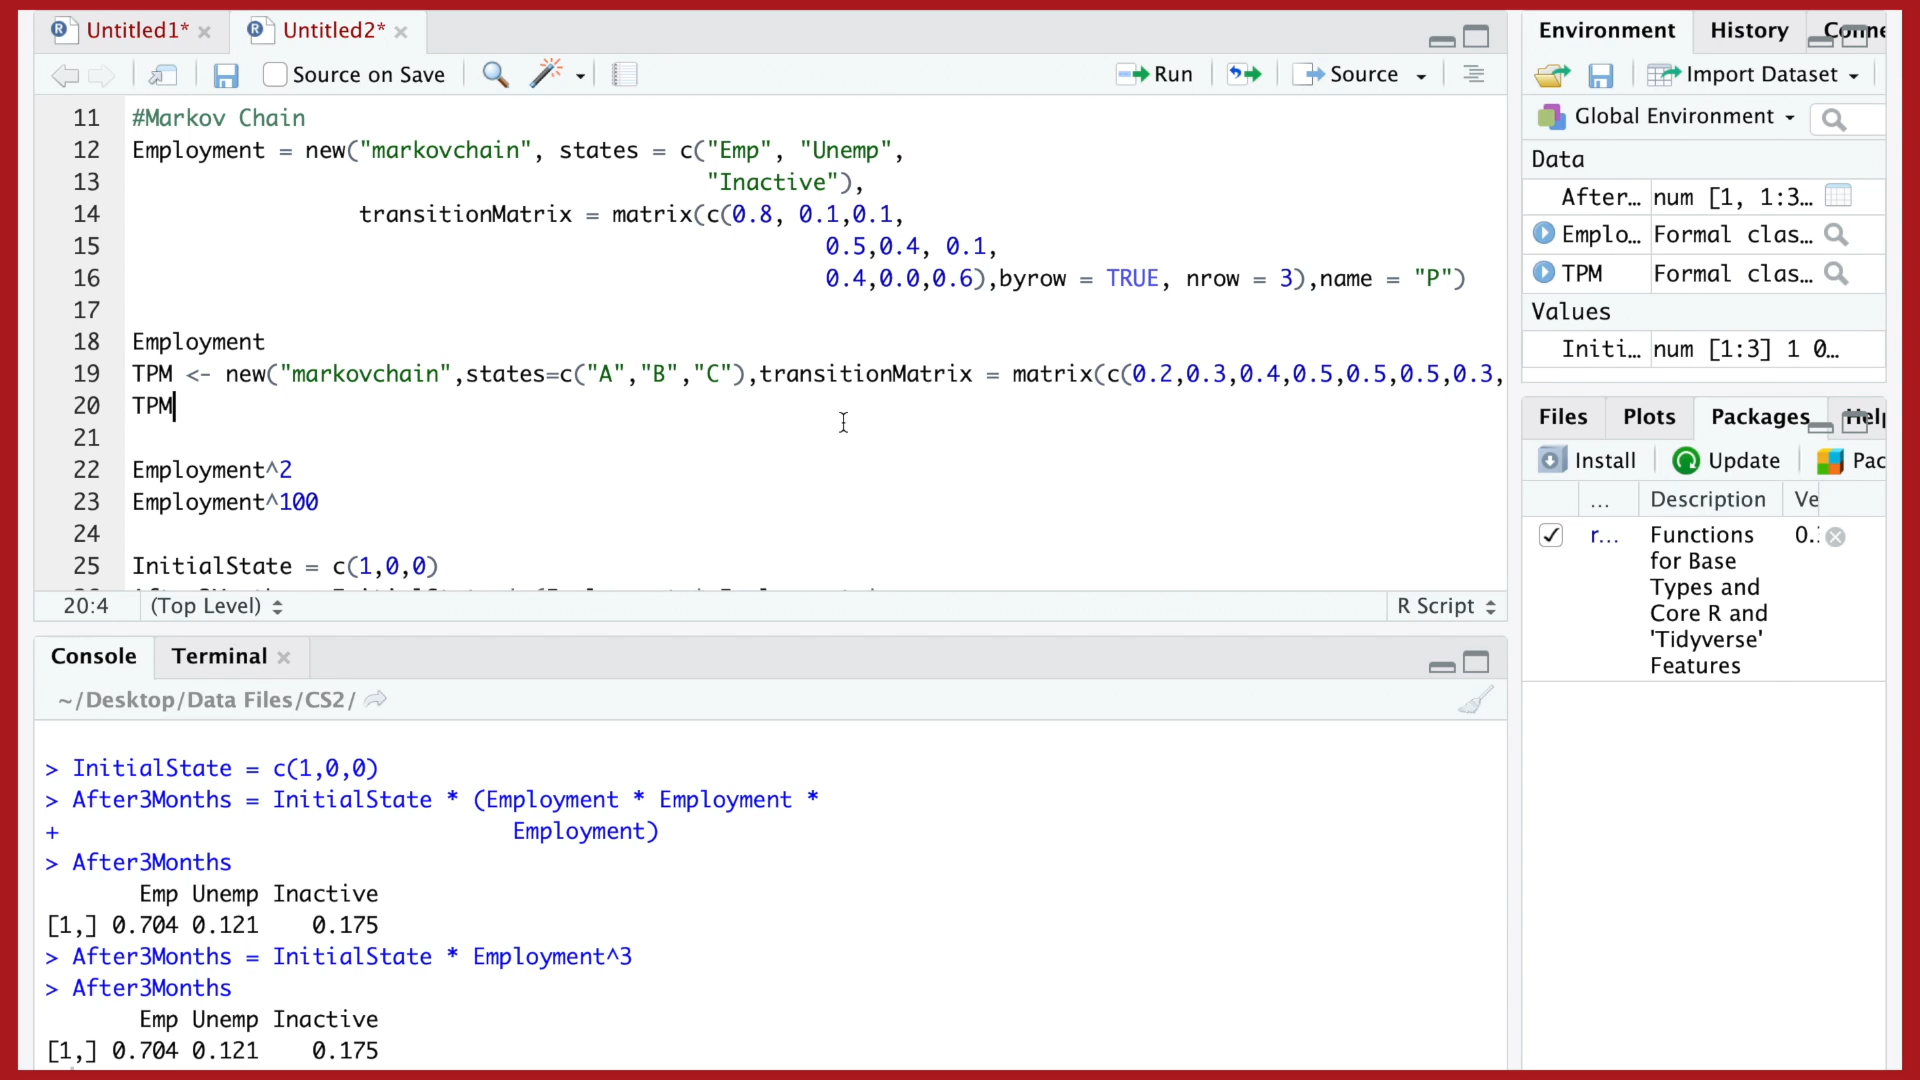 Untitled1* Untitled2*
Source on Save Run Source
11 #Markov Chain
12 Employment = new("markovchain", states = c("Emp", "Unemp",
13 "Inactive"),
14 transitionMatrix = matrix(c(0.8, 0.1,0.1,
15 0.5,0.4, 0.1,
16 0.4,0.0,0.6),byrow = TRUE, nrow = 3),name = "P")
17
18 Employment
19 TPM <- new("markovchain",states=c("A","B","C"),transitionMatrix = matrix(c(0.2,0.3,0.4,0.5,0.5,0.5,0.3,
20 TPM
21
22 Employment^2
23 Employment^100
24
25 InitialState = c(1,0,0)
20:4 (Top Level) R Script
Console Terminal
~/Desktop/Data Files/CS2/
> InitialState = c(1,0,0)
> After3Months = InitialState * (Employment * Employment *
+ Employment)
> After3Months
Emp Unemp Inactive
[1,] 0.704 0.121 0.175
> After3Months = InitialState * Employment^3
> After3Months
Emp Unemp Inactive
[1,] 0.704 0.121 0.175
Environment History Conne
Import Dataset
Global Environment
Data
After… num [1, 1:3…
Emplo… Formal clas…
TPM Formal clas…
Values
Initi… num [1:3] 1 0…
Files Plots Packages Help
Install Update Pac
... Description Ve
r… Functions
for Base
Types and
Core R and
'Tidyverse'
Features
0.